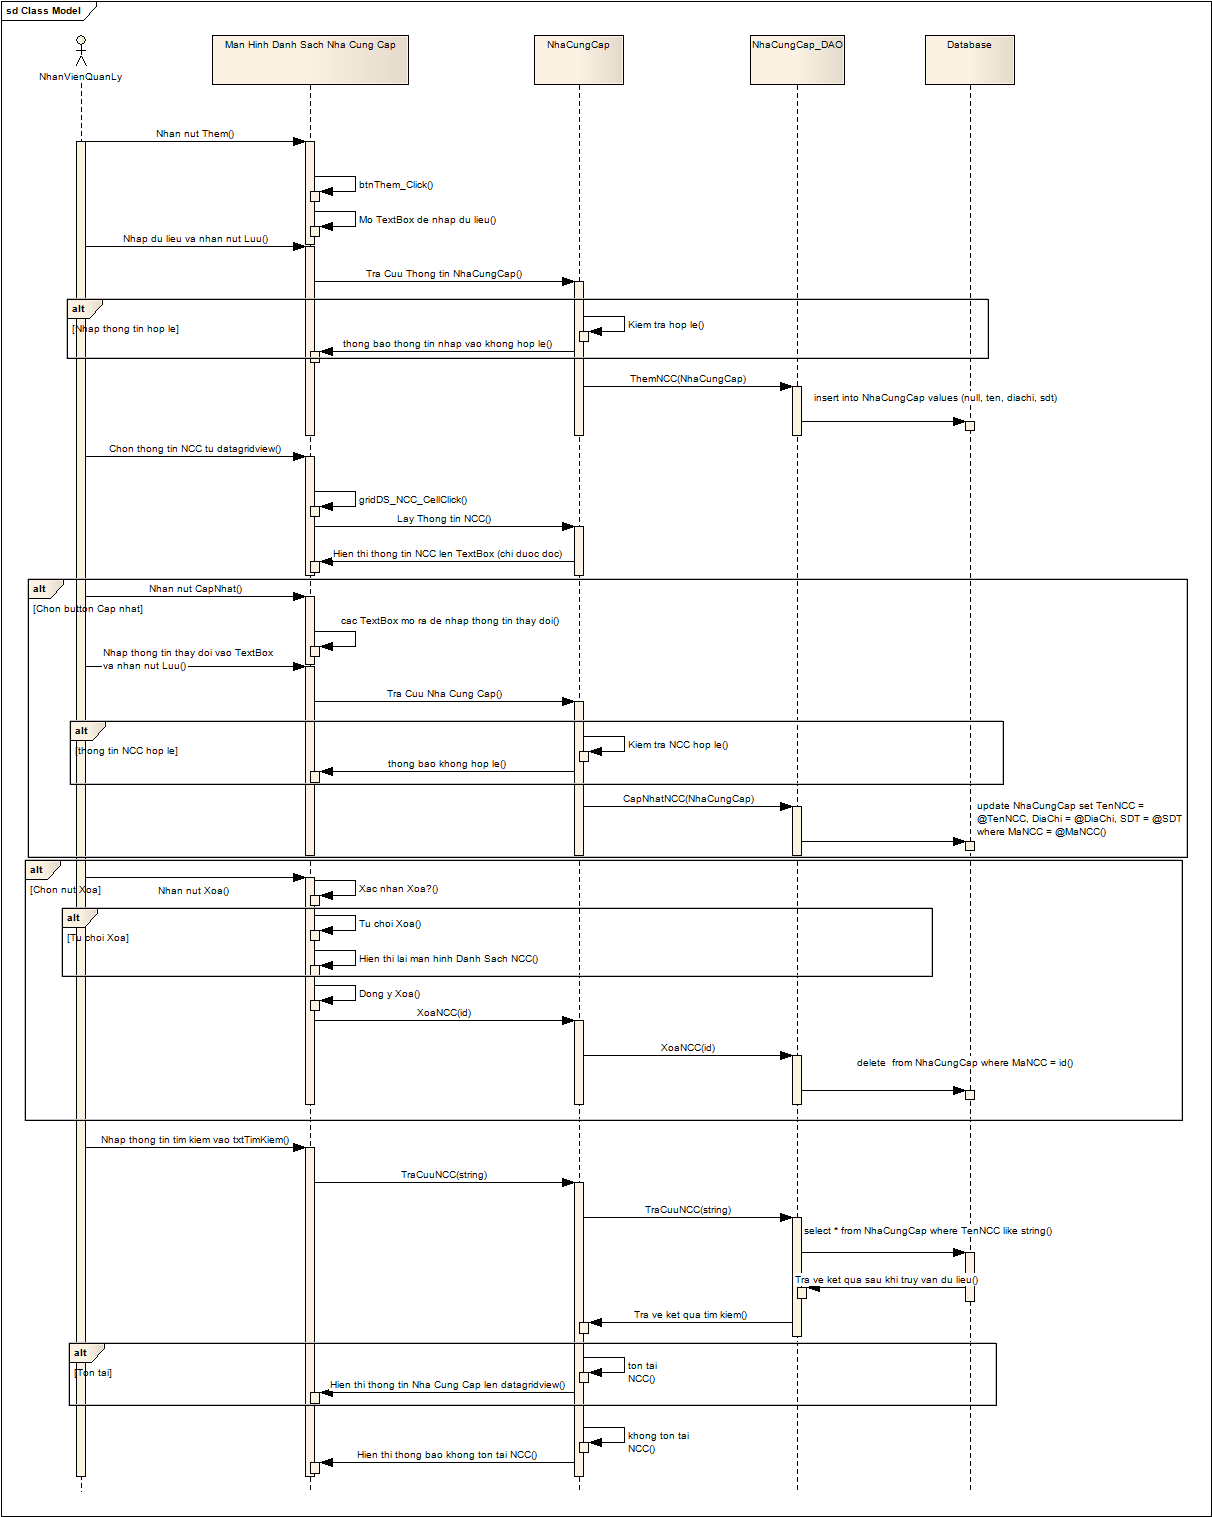 sd Class Model
NhanVienQuanLy
Man Hinh Danh Sach Nha Cung Cap
NhaCungCap
NhaCungCap_DAO
Database
Nhan nut Them()
btnThem_Click()
Mo TextBox de nhap du lieu()
Nhap du lieu va nhan nut Luu()
Tra Cuu Thong tin NhaCungCap()
alt
[Nhap thong tin hop le]
Kiem tra hop le()
thong bao thong tin nhap vao khong hop le()
ThemNCC(NhaCungCap)
insert into NhaCungCap values (null, ten, diachi, sdt)
Chon thong tin NCC tu datagridview()
gridDS_NCC_CellClick()
Lay Thong tin NCC()
Hien thi thong tin NCC len TextBox (chi duoc doc)
alt
[Chon button Cap nhat]
Nhan nut CapNhat()
cac TextBox mo ra de nhap thong tin thay doi()
Nhap thong tin thay doi vao TextBox
va nhan nut Luu()
Tra Cuu Nha Cung Cap()
alt
[thong tin NCC hop le]
Kiem tra NCC hop le()
thong bao khong hop le()
CapNhatNCC(NhaCungCap)
update NhaCungCap set TenNCC =
@TenNCC, DiaChi = @DiaChi, SDT = @SDT
where MaNCC = @MaNCC()
alt
[Chon nut Xoa]
Nhan nut Xoa()
Xac nhan Xoa?()
alt
[Tu choi Xoa]
Tu choi Xoa()
Hien thi lai man hinh Danh Sach NCC()
Dong y Xoa()
XoaNCC(id)
XoaNCC(id)
delete  from NhaCungCap where MaNCC = id()
Nhap thong tin tim kiem vao txtTimKiem()
TraCuuNCC(string)
TraCuuNCC(string)
select * from NhaCungCap where TenNCC like string()
Tra ve ket qua sau khi truy van du lieu()
Tra ve ket qua tim kiem()
alt
[Ton tai]
ton tai
NCC()
Hien thi thong tin Nha Cung Cap len datagridview()
khong ton tai
NCC()
Hien thi thong bao khong ton tai NCC()